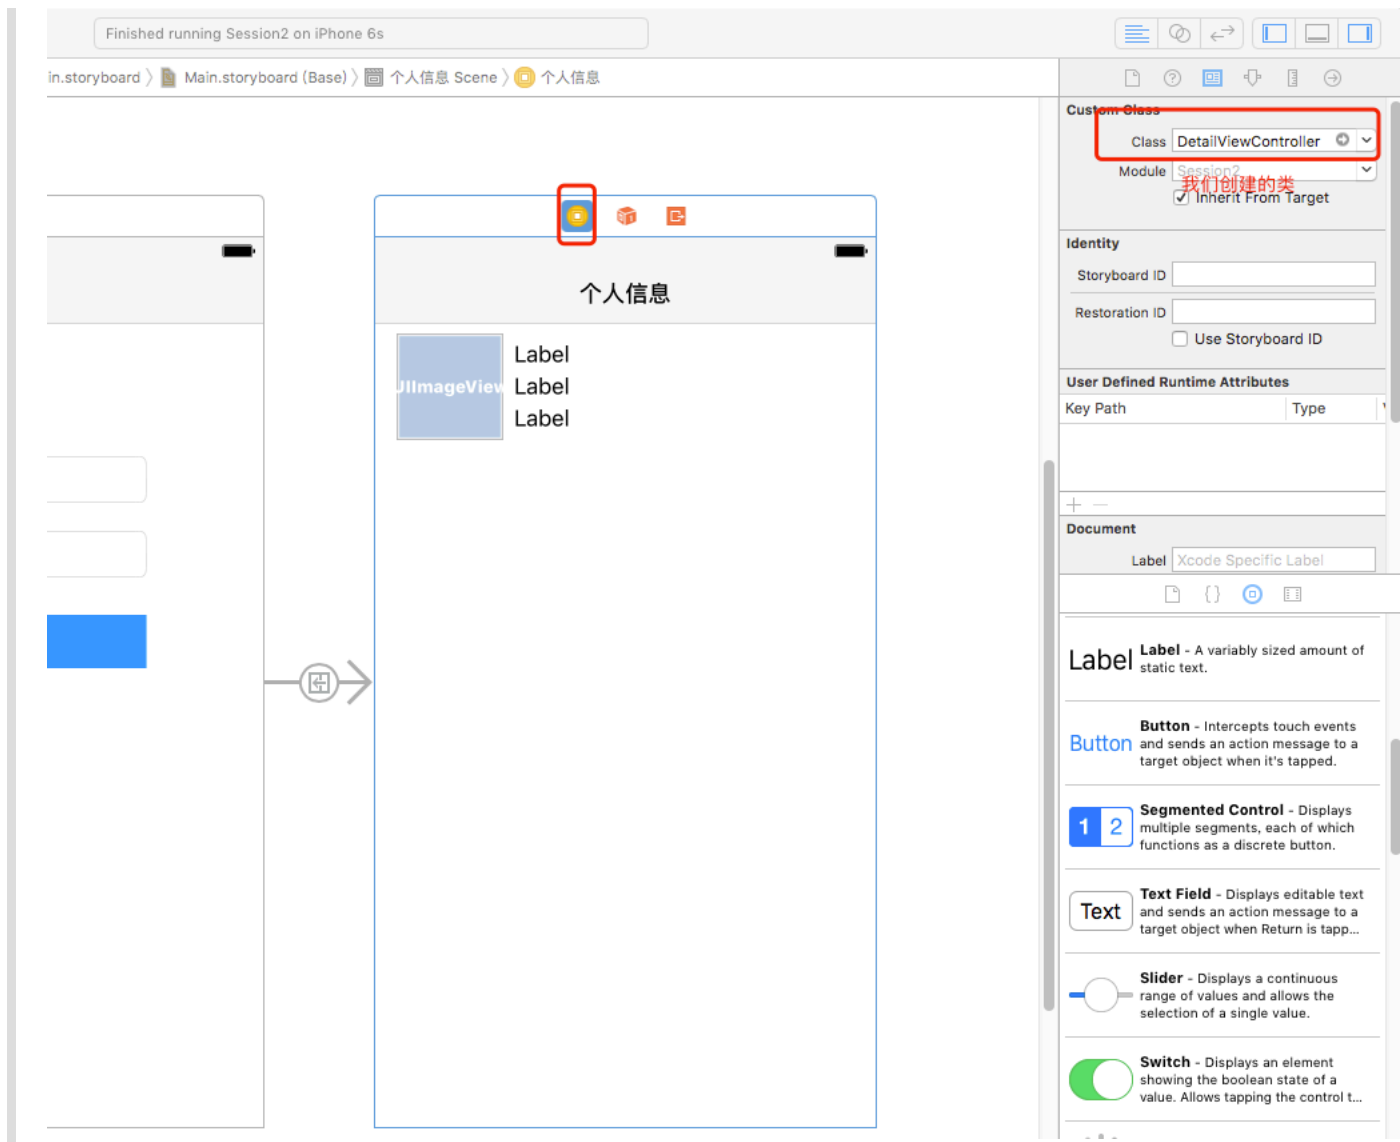 Finished running Session2 on iPhone 6s
in.storyboard
Main.storyboard (Base)
个人信息 Scene
个人信息
Custom Class
Class DetailViewController
Module Session2
我们创建的类
Inherit From Target
Identity
Storyboard ID
Restoration ID
Use Storyboard ID
User Defined Runtime Attributes
Key Path Type
Document
Label Xcode Specific Label
个人信息
UIImageView
Label
Label
Label
Label
Label - A variably sized amount of
static text.
Button
Button - Intercepts touch events
and sends an action message to a
target object when it's tapped.
1 2
Segmented Control - Displays
multiple segments, each of which
functions as a discrete button.
Text
Text Field - Displays editable text
and sends an action message to a
target object when Return is tapp...
Slider - Displays a continuous
range of values and allows the
selection of a single value.
Switch - Displays an element
showing the boolean state of a
value. Allows tapping the control t...